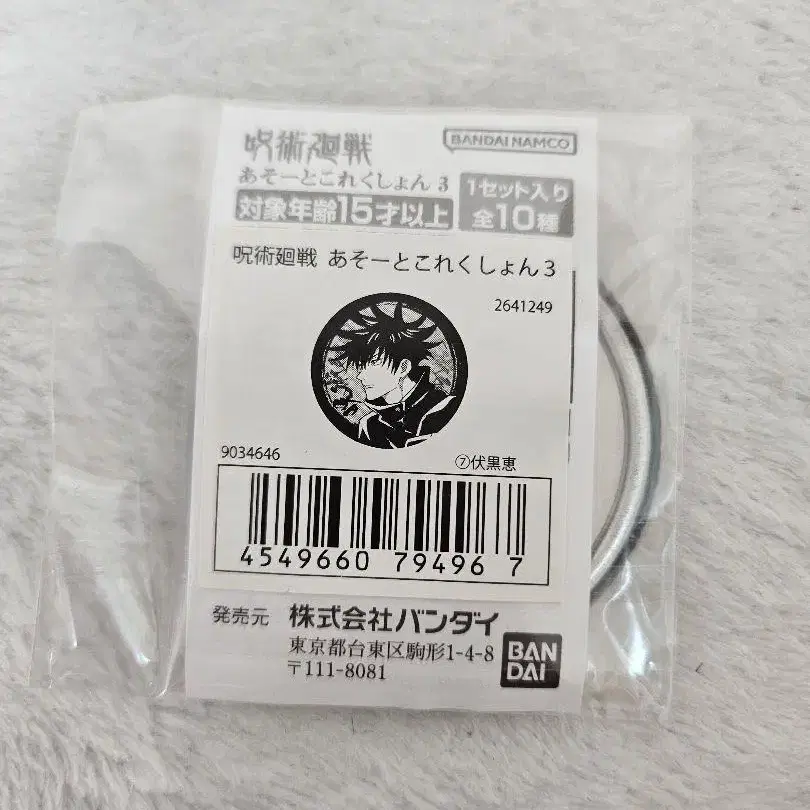 呪術廻戦
BANDAI NAMCO
あそーとこれくしょん 3
1セット入り
対象年齢15才以上
全10種
呪術廻戦 あそーとこれくしょん3
2641249
9034646
⑦伏黒恵
4549660 79496 7
発売元 株式会社バンダイ
東京都台東区駒形1-4-8
〒111-8081
BAN
DAI